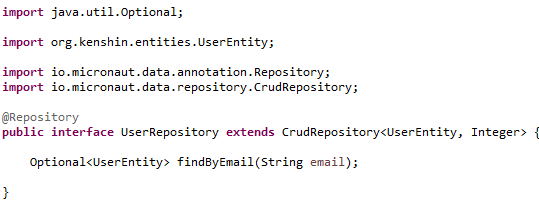 import java.util.Optional;
import org.kenshin.entities.UserEntity;
import io.micronaut.data.annotation.Repository;
import io.micronaut.data.repository.CrudRepository;
@Repository
public interface UserRepository extends CrudRepository<UserEntity, Integer> {
Optional<UserEntity> findByEmail(String email);
}